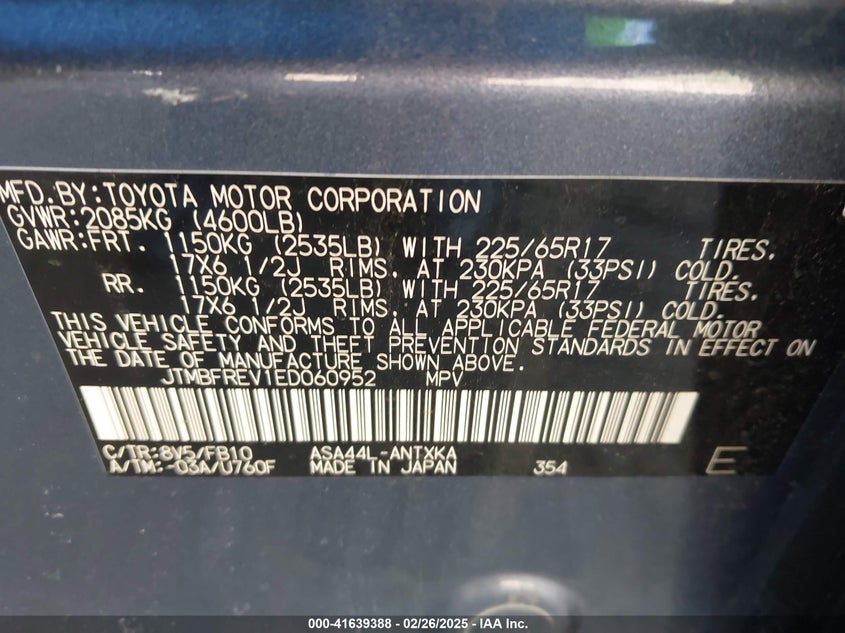 MFD.BY:TOYOTA MOTOR CORPORATION
GVWR:2085KG (4600LB)
GAWR:FRT. 1150KG (2535LB) WITH 225/65R17 TIRES.
17X6 1/2J RIMS. AT 230KPA (33PSI) COLD.
RR. 1150KG (2535LB) WITH 225/65R17 TIRES.
17X6 1/2J RIMS. AT 230KPA (33PSI) COLD.
THIS VEHICLE CONFORMS TO ALL APPLICABLE FEDERAL MOTOR
VEHICLE SAFETY AND THEFT PREVENTION STANDARDS IN EFFECT ON
THE DATE OF MANUFACTURE SHOWN ABOVE.
JTMBFREV1ED060952 MPV
C/TR:8V5/FB10 ASA44L-ANTXKA
A/TM:-03A/U760F MADE IN JAPAN 354 E
000-41639388 - 02/26/2025 - IAA Inc.